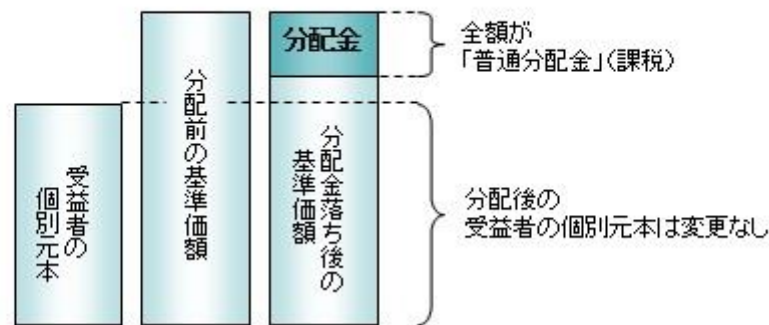 受益者の
個別元本
分配前の基準価額
分配金
分配金落ち後の
基準価額
全額が
「普通分配金」(課税)
分配後の
受益者の個別元本は変更なし